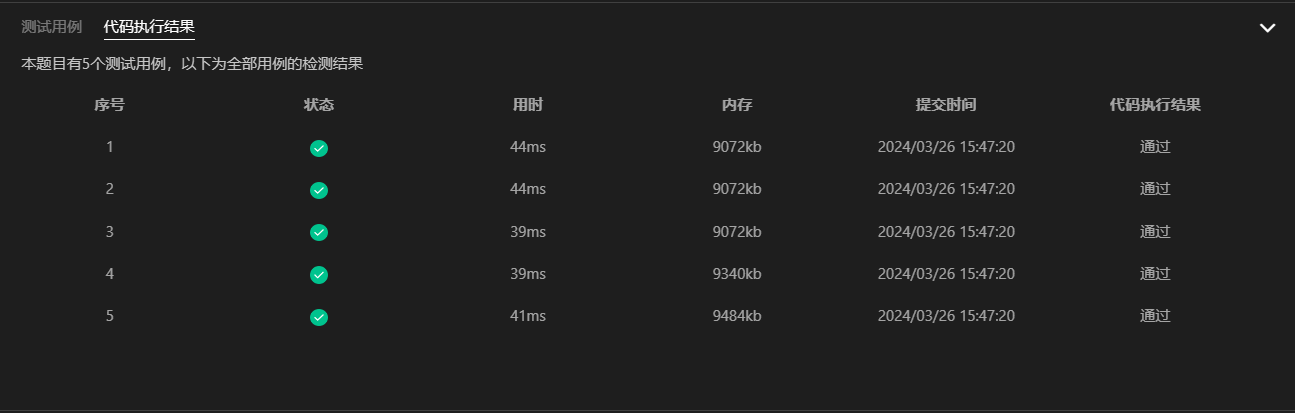 测试用例 代码执行结果
本题目有5个测试用例，以下为全部用例的检测结果
序号 状态 用时 内存 提交时间 代码执行结果
1 44ms 9072kb 2024/03/26 15:47:20 通过
2 44ms 9072kb 2024/03/26 15:47:20 通过
3 39ms 9072kb 2024/03/26 15:47:20 通过
4 39ms 9340kb 2024/03/26 15:47:20 通过
5 41ms 9484kb 2024/03/26 15:47:20 通过